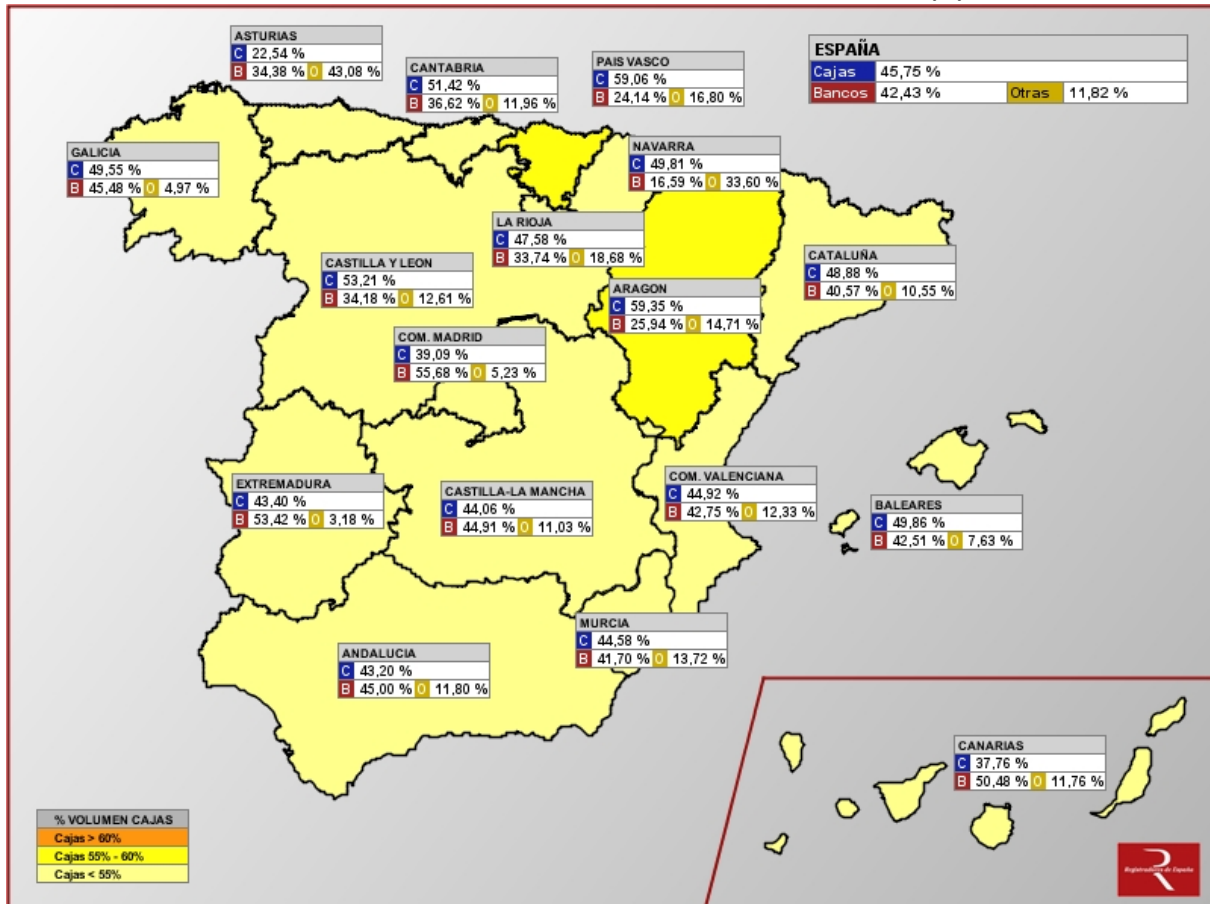 ASTURIAS
C 22,54 %
B 34,38 % O 43,08 %
CANTABRIA
C 51,42 %
B 36,62 % O 11,96 %
PAIS VASCO
C 59,06 %
B 24,14 % O 16,80 %
ESPAÑA
Cajas 45,75 %
Bancos 42,43 % Otras 11,82 %
GALICIA
C 49,55 %
B 45,48 % O 4,97 %
NAVARRA
C 49,81 %
B 16,59 % O 33,60 %
LA RIOJA
C 47,58 %
B 33,74 % O 18,68 %
CASTILLA Y LEON
C 53,21 %
B 34,18 % O 12,61 %
CATALUÑA
C 48,88 %
B 40,57 % O 10,55 %
ARAGON
C 59,35 %
B 25,94 % O 14,71 %
COM. MADRID
C 39,09 %
B 55,68 % O 5,23 %
EXTREMADURA
C 43,40 %
B 53,42 % O 3,18 %
CASTILLA-LA MANCHA
C 44,06 %
B 44,91 % O 11,03 %
COM. VALENCIANA
C 44,92 %
B 42,75 % O 12,33 %
BALEARES
C 49,86 %
B 42,51 % O 7,63 %
MURCIA
C 44,58 %
B 41,70 % O 13,72 %
ANDALUCIA
C 43,20 %
B 45,00 % O 11,80 %
CANARIAS
C 37,76 %
B 50,48 % O 11,76 %
% VOLUMEN CAJAS
Cajas > 60%
Cajas 55% - 60%
Cajas < 55%
R
Registradores de España